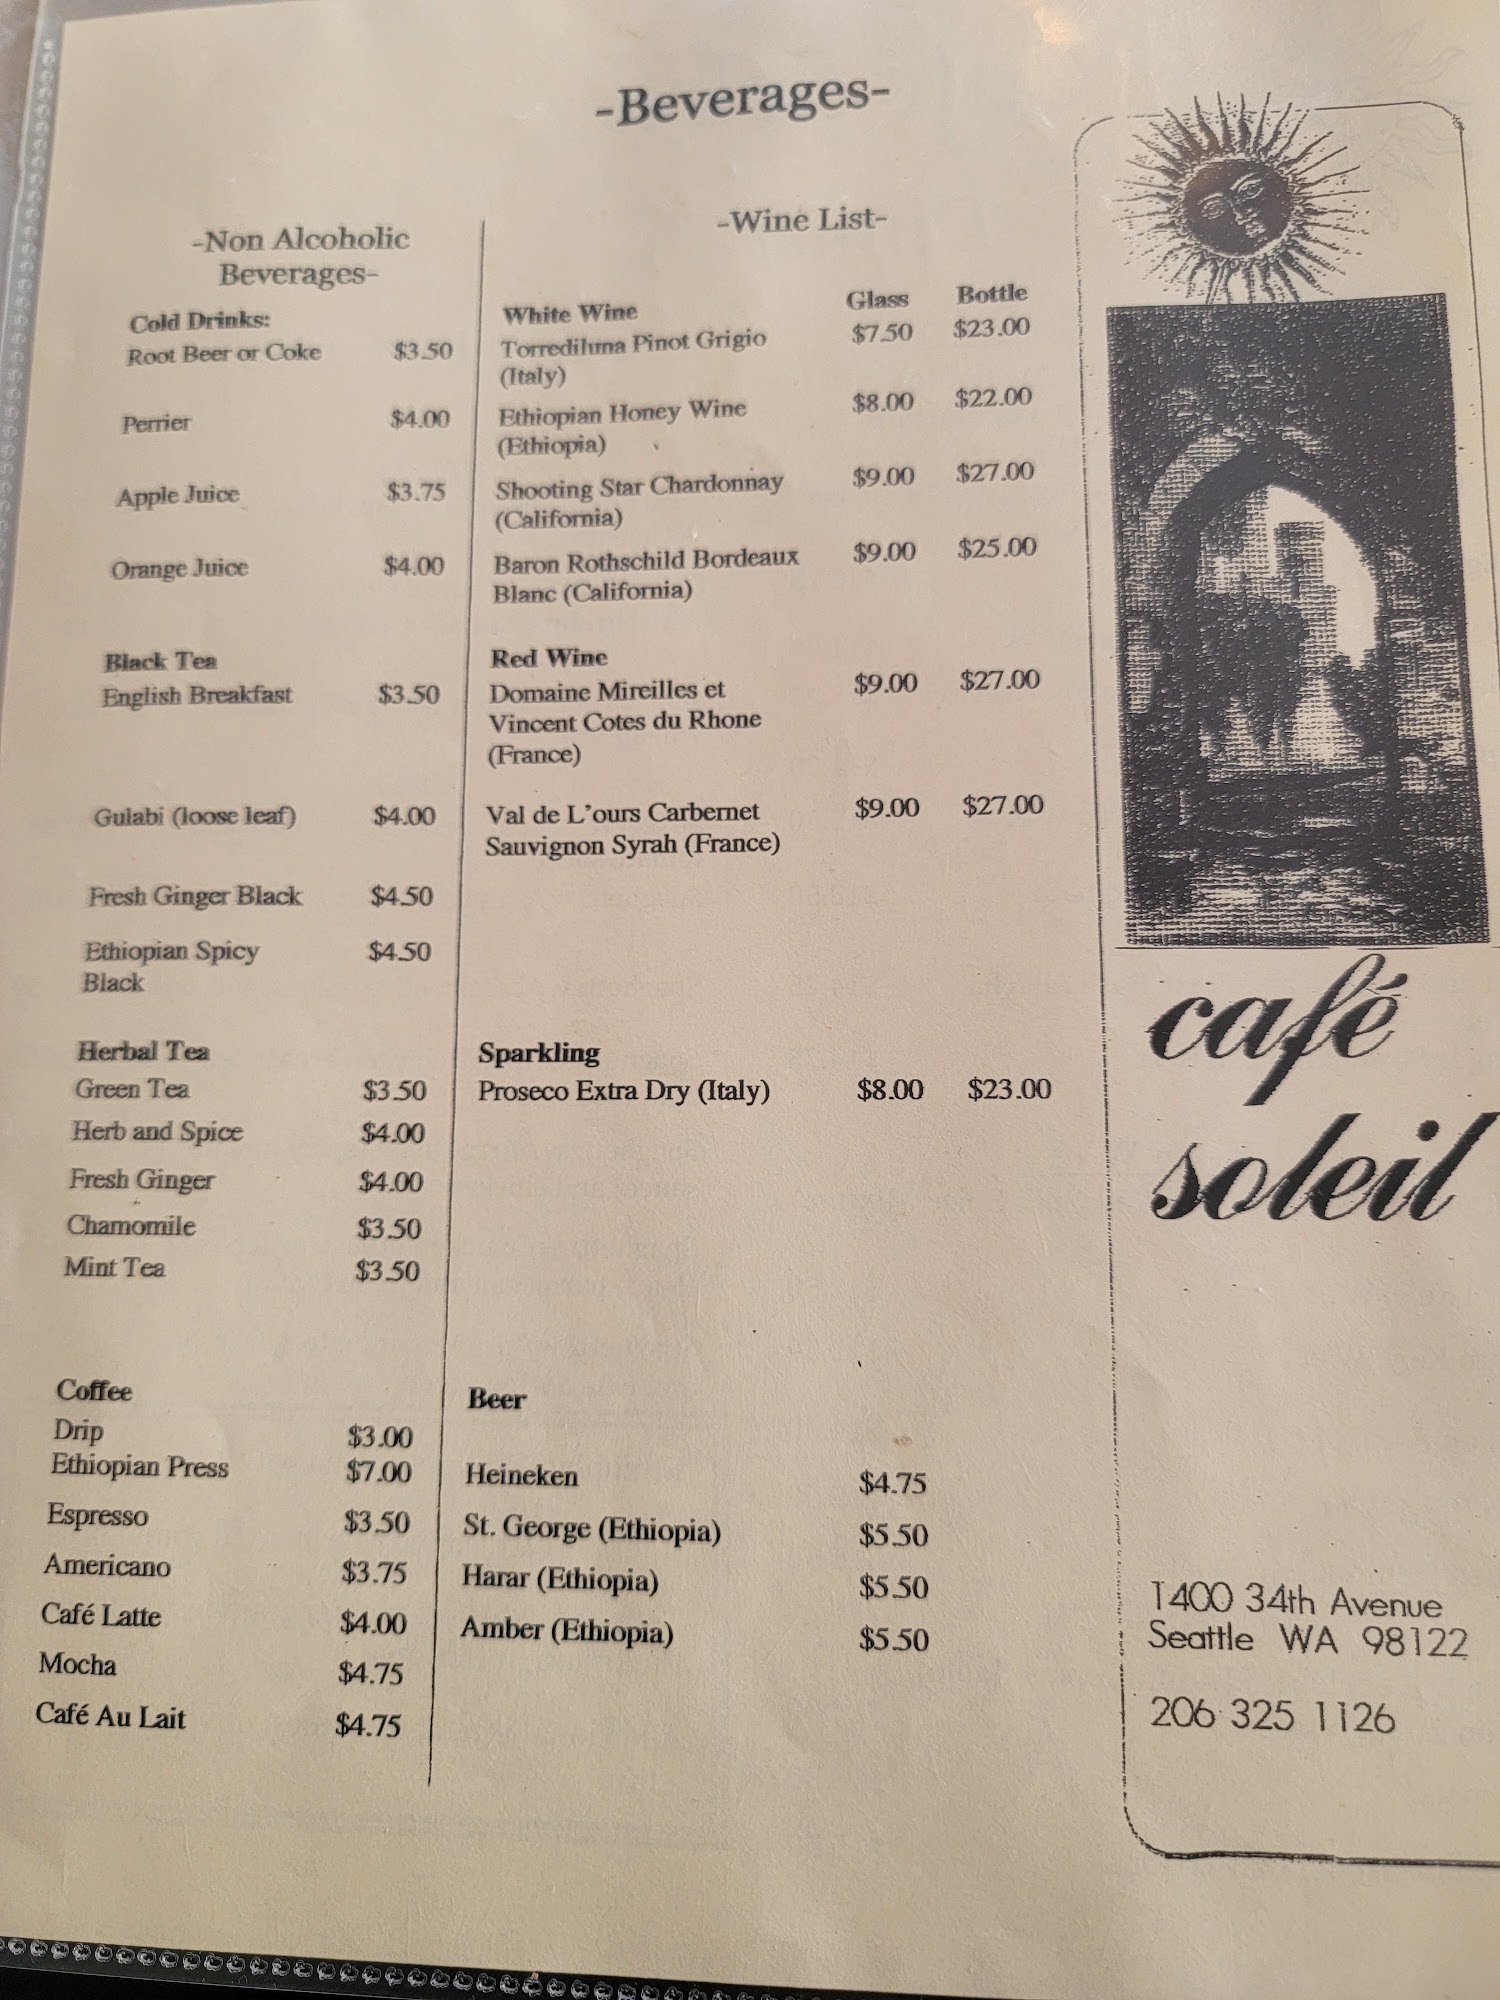 -Beverages-
-Non Alcoholic
Beverages-
Cold Drinks:
Root Beer or Coke $3.50
Perrier $4.00
Apple Juice $3.75
Orange Juice $4.00
Black Tea
English Breakfast $3.50
Gulabi (loose leaf) $4.00
Fresh Ginger Black $4.50
Ethiopian Spicy $4.50
Black
Herbal Tea
Green Tea $3.50
Herb and Spice $4.00
Fresh Ginger $4.00
Chamomile $3.50
Mint Tea $3.50
Coffee
Drip $3.00
Ethiopian Press $7.00
Espresso $3.50
Americano $3.75
Café Latte $4.00
Mocha $4.75
Café Au Lait $4.75
-Wine List-
White Wine Glass Bottle
Torrediluna Pinot Grigio $7.50 $23.00
(Italy)
Ethiopian Honey Wine $8.00 $22.00
(Ethiopia)
Shooting Star Chardonnay $9.00 $27.00
(California)
Baron Rothschild Bordeaux $9.00 $25.00
Blanc (California)
Red Wine
Domaine Mireilles et $9.00 $27.00
Vincent Cotes du Rhone
(France)
Val de L'ours Carbernet $9.00 $27.00
Sauvignon Syrah (France)
Sparkling
Proseco Extra Dry (Italy) $8.00 $23.00
Beer
Heineken $4.75
St. George (Ethiopia) $5.50
Harar (Ethiopia) $5.50
Amber (Ethiopia) $5.50
café
soleil
1400 34th Avenue
Seattle WA 98122
206 325 1126